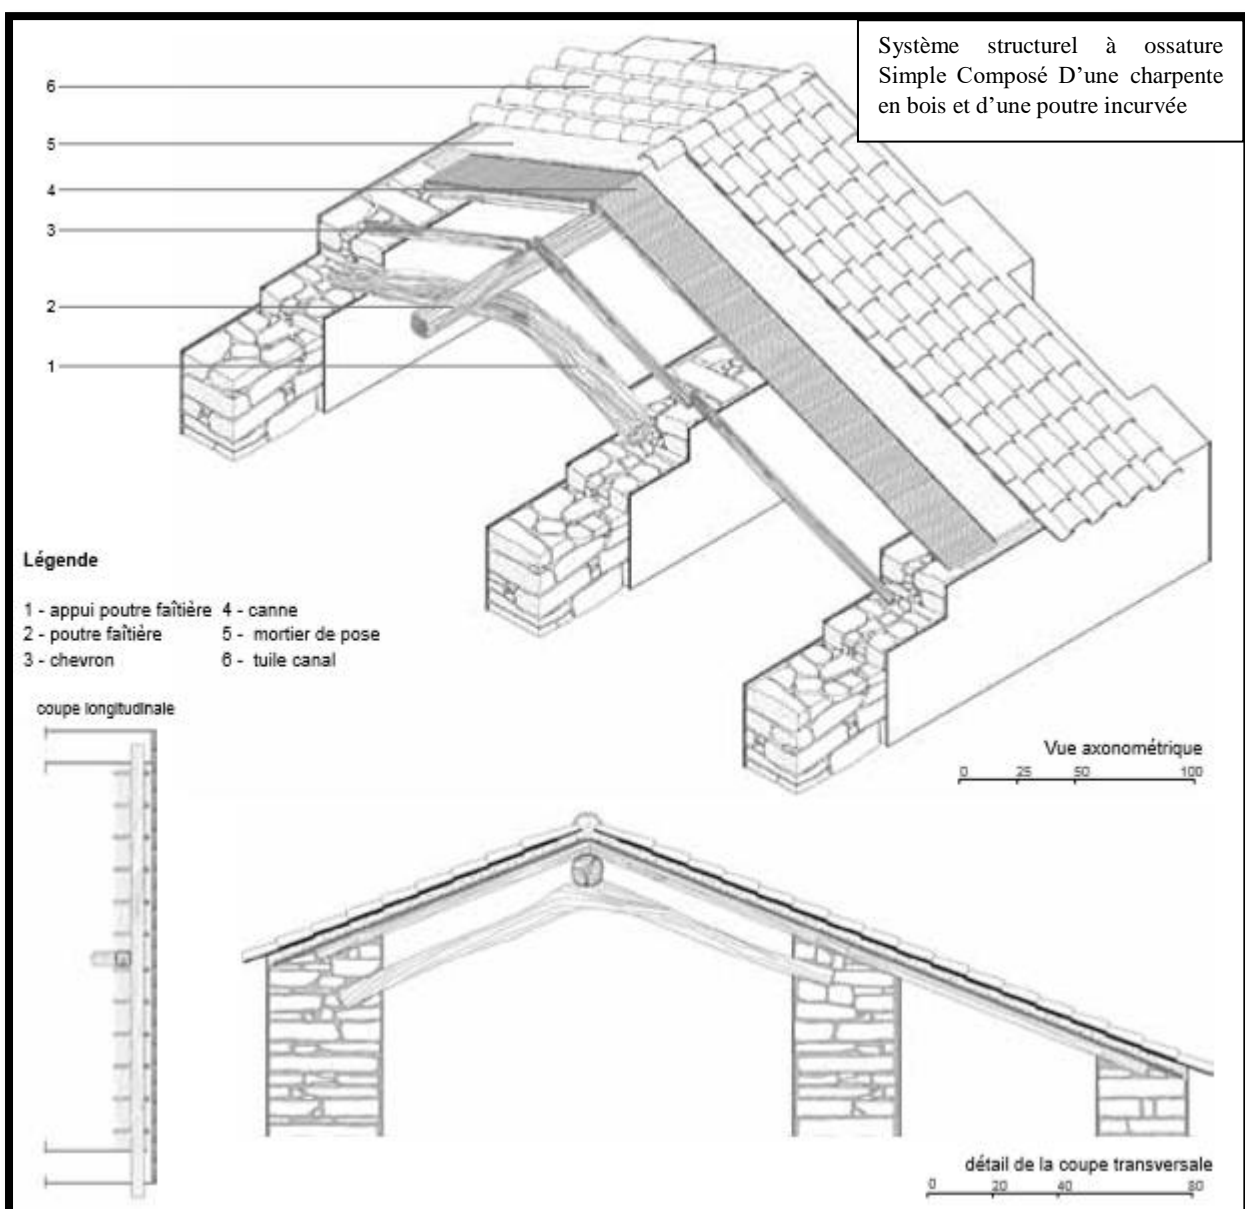 Système structurel à ossature
Simple Composé D'une charpente
en bois et d'une poutre incurvée
6
5
4
3
2
1
Légende
1 - appui poutre faîtière 4 - canne
2 - poutre faîtière 5 - mortier de pose
3 - chevron 6 - tuile canal
coupe longitudinale
Vue axonométrique
0 25 50 100
détail de la coupe transversale
0 20 40 80